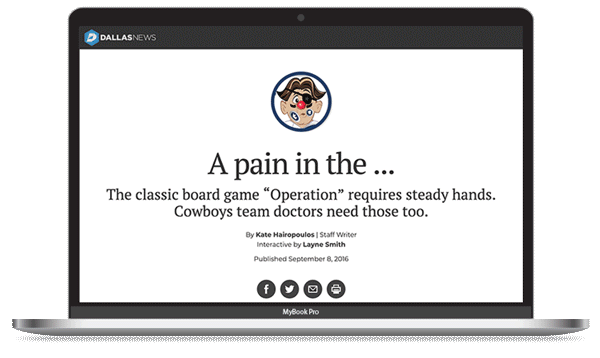 DALLASNEWS
A pain in the ...
The classic board game “Operation” requires steady hands.
Cowboys team doctors need those too.
By Kate Hairopoulos | Staff Writer
Interactive by Layne Smith
Published September 8, 2016
MyBook Pro